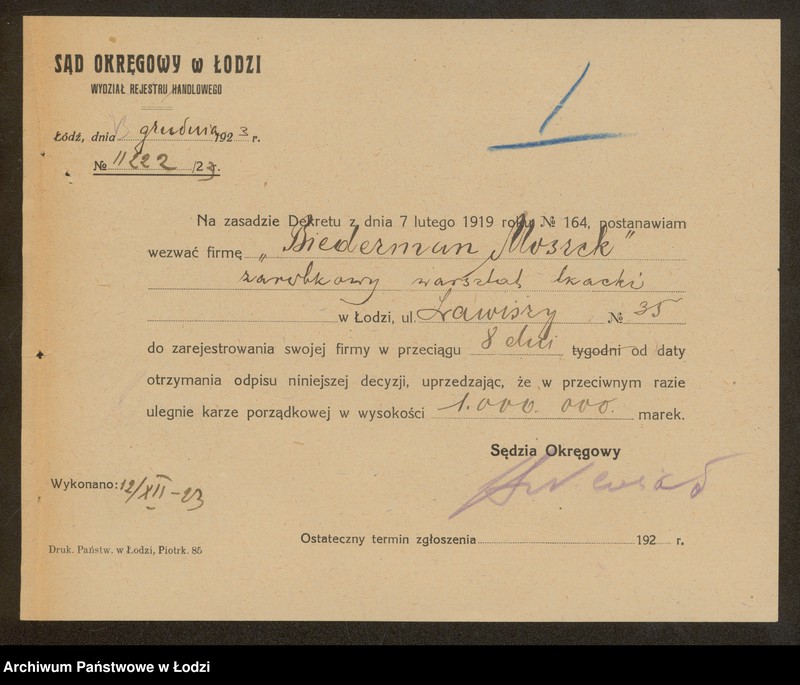 SĄD OKRĘGOWY w ŁODZI
WYDZIAŁ REJESTRU HANDLOWEGO
1
Łódź, dnia grudnia 1923 r.
№ 11222 /23 r.
Na zasadzie Dekretu z dnia 7 lutego 1919 roku № 164, postanawiam
wezwać firmę „Biederman Moszek"
zarobkowy warsztat tkacki
w Łodzi, ul. Zawiszy № 35
do zarejestrowania swojej firmy w przeciągu 8 dni tygodni od daty
otrzymania odpisu niniejszej decyzji, uprzedzając, że w przeciwnym razie
ulegnie karze porządkowej w wysokości 1.000.000. marek.
Sędzia Okręgowy
Wykonano: 12/XII-23
Ostateczny termin zgłoszenia 192 r.
Druk. Państw. w Łodzi, Piotrk. 85
Archiwum Państwowe w Łodzi